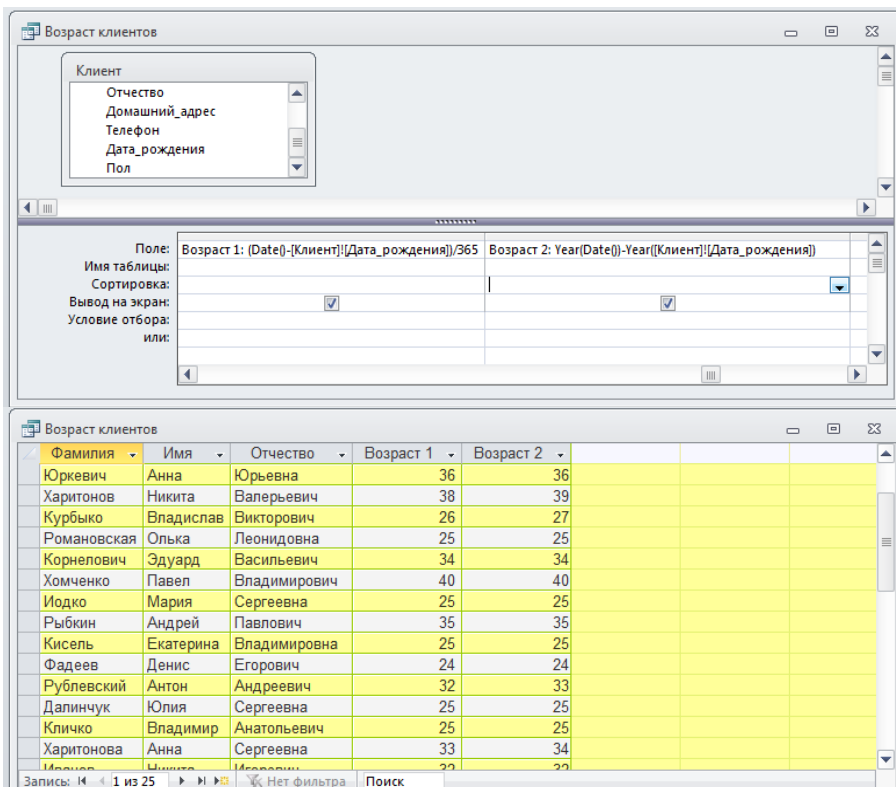 Возраст клиентов
Клиент
Отчество
Домашний_адрес
Телефон
Дата_рождения
Пол
Поле: Возраст 1: (Date()-[Клиент]![Дата_рождения])/365 Возраст 2: Year(Date())-Year([Клиент]![Дата_рождения])
Имя таблицы:
Сортировка:
Вывод на экран:
Условие отбора:
или:
Возраст клиентов
Фамилия Имя Отчество Возраст 1 Возраст 2
Юркевич Анна Юрьевна 36 36
Харитонов Никита Валерьевич 38 39
Курбыко Владислав Викторович 26 27
Романовская Олька Леонидовна 25 25
Корнелович Эдуард Васильевич 34 34
Хомченко Павел Владимирович 40 40
Иодко Мария Сергеевна 25 25
Рыбкин Андрей Павлович 35 35
Кисель Екатерина Владимировна 25 25
Фадеев Денис Егорович 24 24
Рублевский Антон Андреевич 32 33
Далинчук Юлия Сергеевна 25 25
Кличко Владимир Анатольевич 25 25
Харитонова Анна Сергеевна 33 34
Запись: 1 из 25 Нет фильтра Поиск